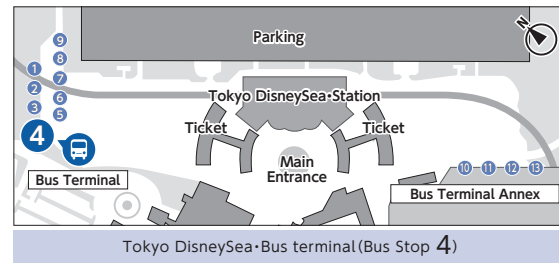 N
Parking
9
8
7
6
5
1
2
3
4
Tokyo DisneySea・Station
Ticket
Ticket
Main
Entrance
Bus Terminal
10 11 12 13
Bus Terminal Annex
Tokyo DisneySea・Bus terminal(Bus Stop 4)